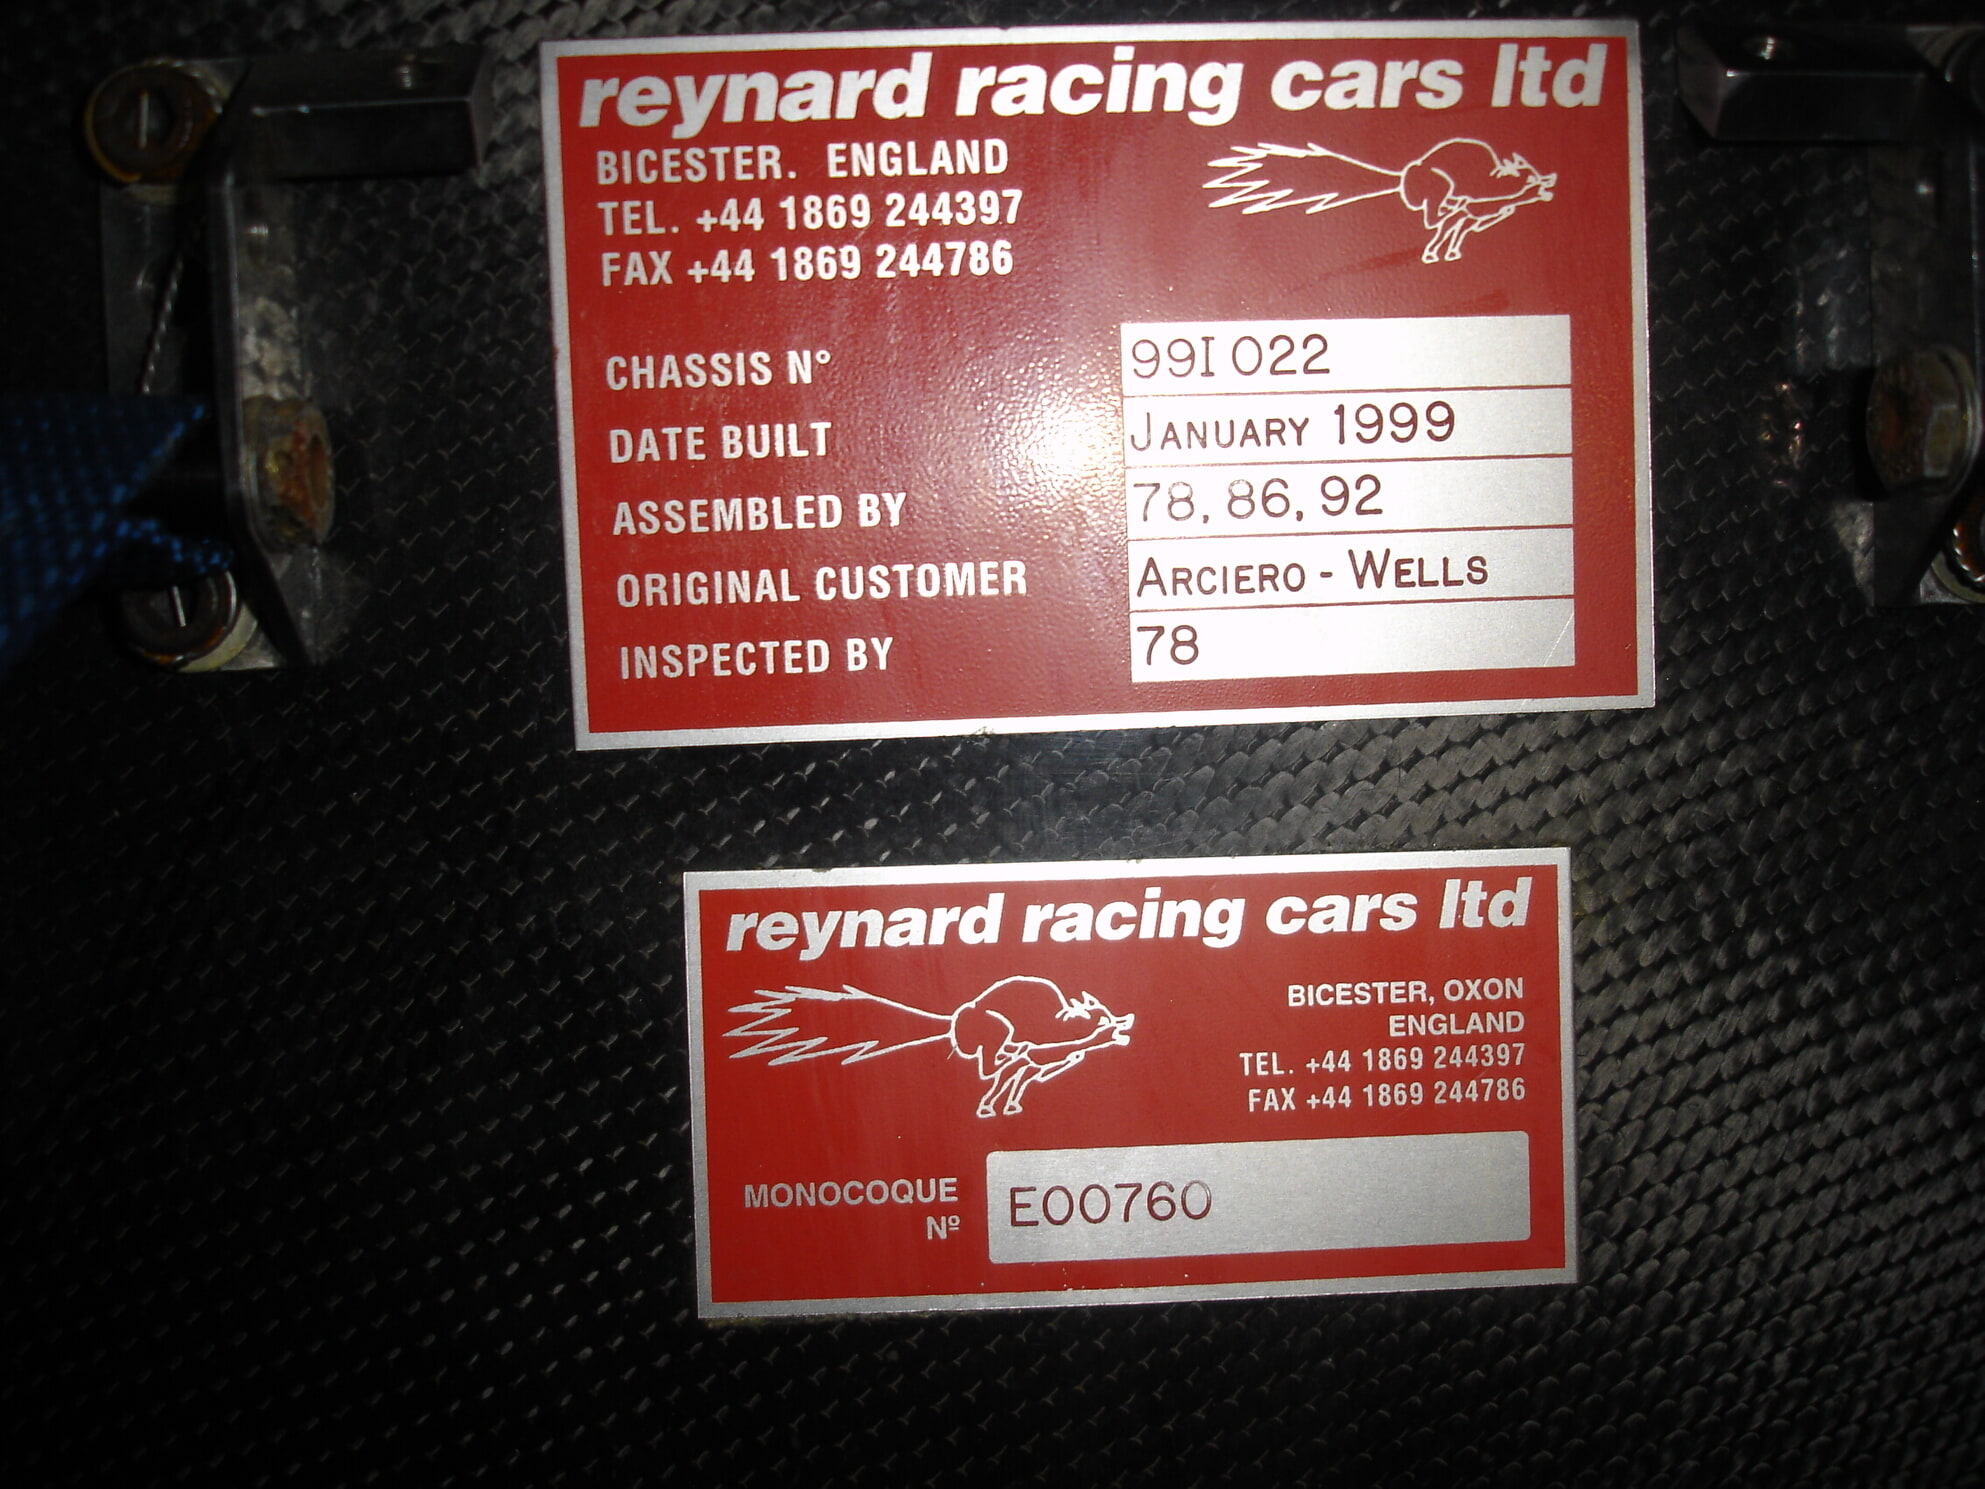 reynard racing cars ltd
BICESTER. ENGLAND
TEL. +44 1869 244397
FAX +44 1869 244786
CHASSIS Nº 99I 022
DATE BUILT JANUARY 1999
ASSEMBLED BY 78, 86, 92
ORIGINAL CUSTOMER ARCIERO - WELLS
INSPECTED BY 78
reynard racing cars ltd
BICESTER, OXON
ENGLAND
TEL. +44 1869 244397
FAX +44 1869 244786
MONOCOQUE
Nº
E00760